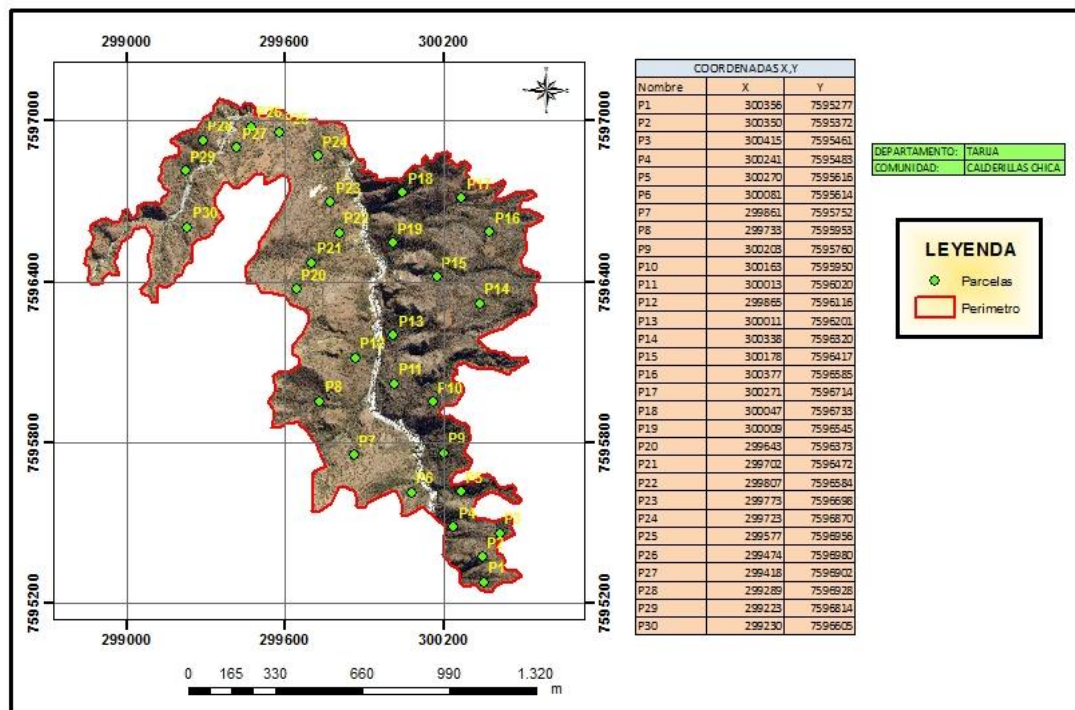 299000 299600 300200
7597000 7597000
7596400 7596400
7595800 7595800
7595200 7595200
299000 299600 300200
P28
P27
P24
P29
P23
P18
P17
P30
P22
P19
P16
P21
P20
P15
P14
P13
P12
P11
P8
P10
P7
P9
P6
P5
P4
P2
P1
0 165 330 660 990 1.320
m
COORDENADAS X,Y
Nombre X Y
P1 300356 7595277
P2 300350 7595372
P3 300415 7595461
P4 300241 7595483
P5 300270 7595616
P6 300081 7595614
P7 299861 7595752
P8 299733 7595953
P9 300203 7595760
P10 300163 7595950
P11 300013 7596020
P12 299865 7596116
P13 300011 7596201
P14 300338 7596320
P15 300178 7596417
P16 300377 7596585
P17 300271 7596714
P18 300047 7596733
P19 300009 7596545
P20 299643 7596373
P21 299702 7596472
P22 299807 7596584
P23 299773 7596698
P24 299723 7596870
P25 299577 7596956
P26 299474 7596980
P27 299418 7596902
P28 299289 7596928
P29 299223 7596814
P30 299230 7596605
DEPARTAMENTO: TARIJA
COMUNIDAD: CALDERILLAS CHICA
LEYENDA
Parcelas
Perimetro